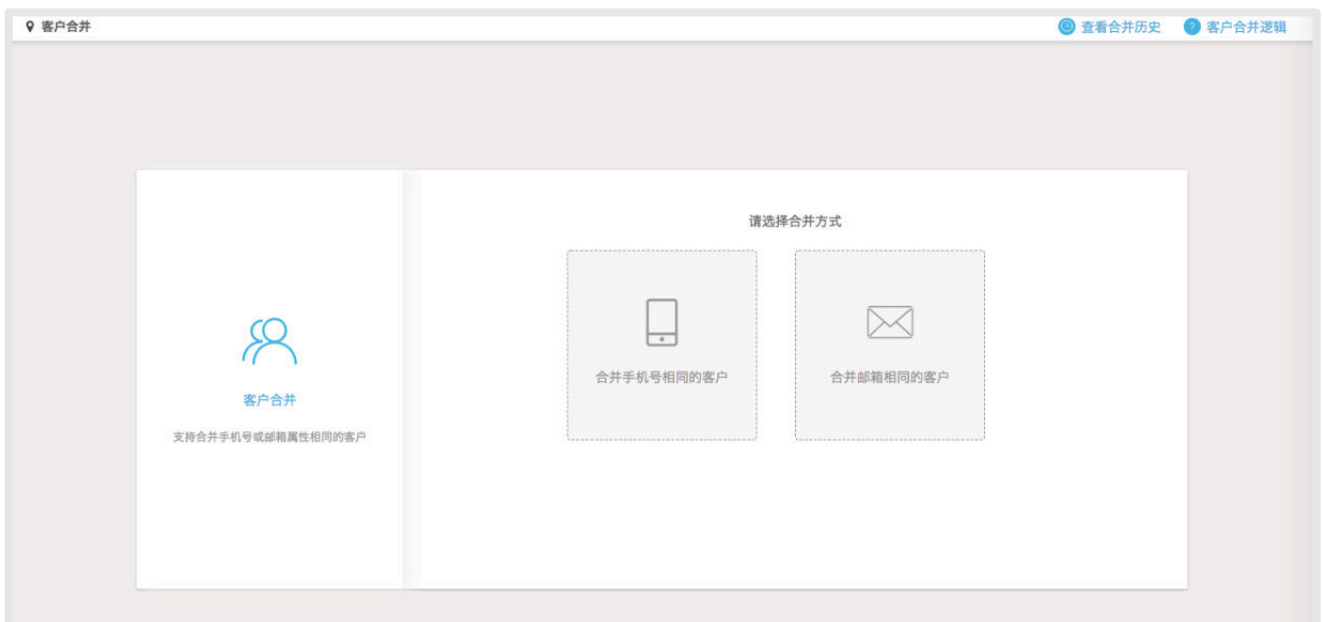 客户合并
查看合并历史
? 客户合并逻辑
请选择合并方式
合并手机号相同的客户
合并邮箱相同的客户
客户合并
支持合并手机号或邮箱属性相同的客户